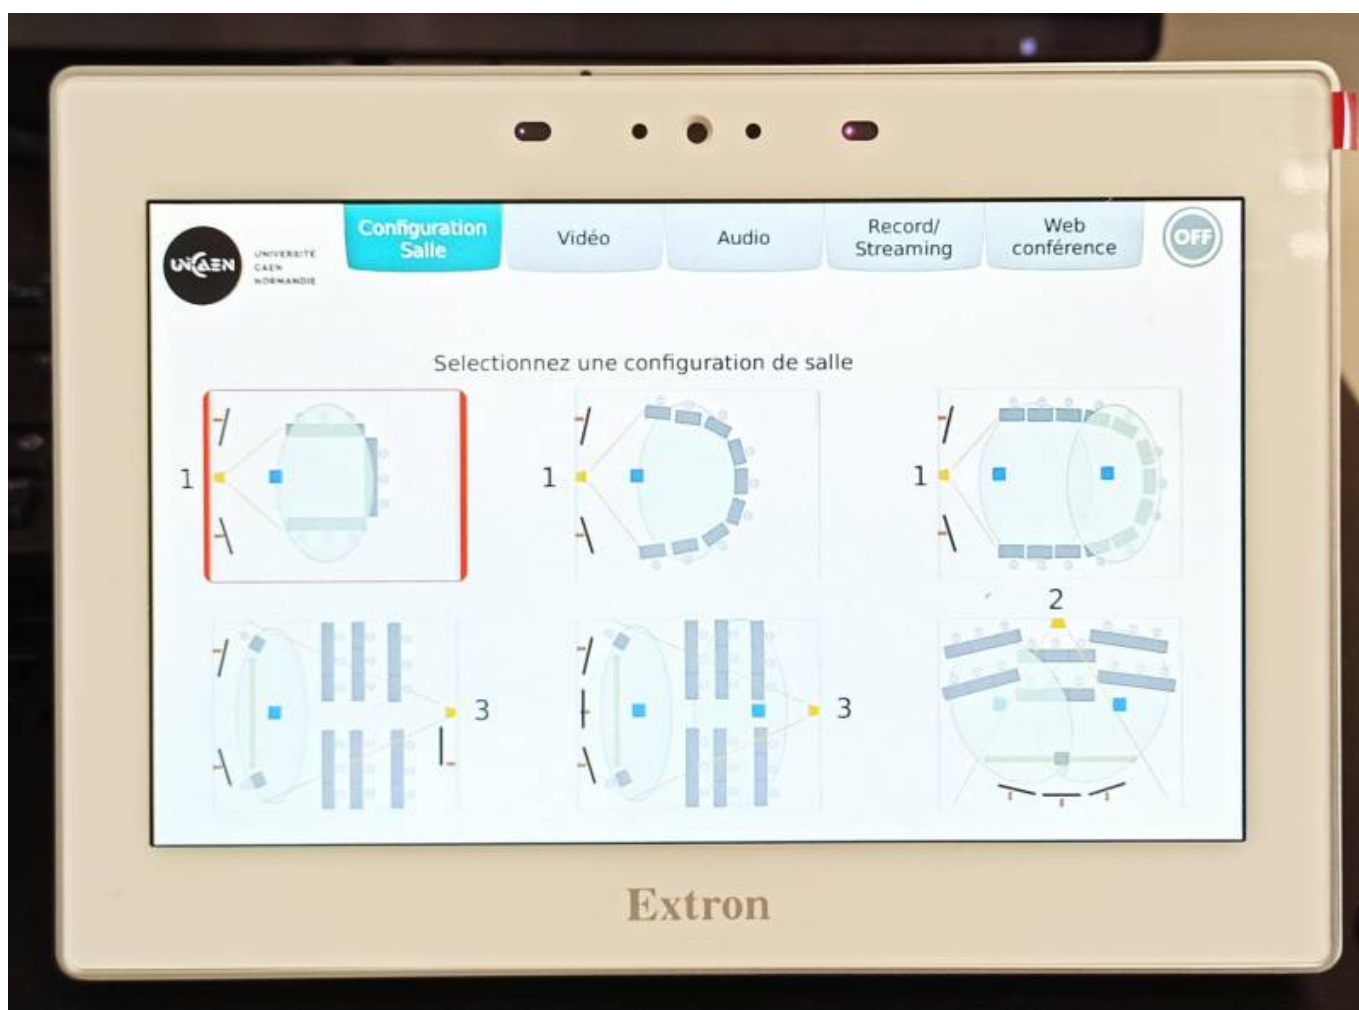 UNICAEN
UNIVERSITÉ
CAEN
NORMANDIE
Configuration
Salle
Vidéo
Audio
Record/
Streaming
Web
conférence
OFF
Selectionnez une configuration de salle
1
1
1
3
3
2
Extron